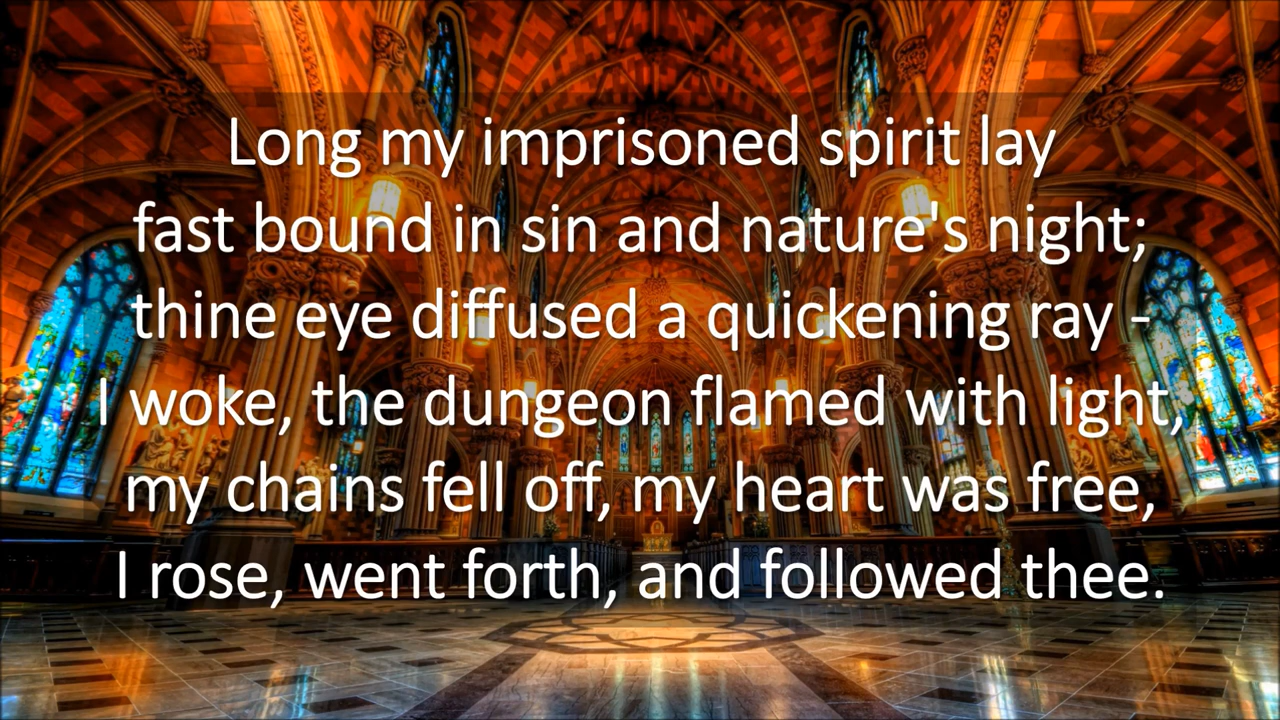 Long my imprisoned spirit lay
fast bound in sin and nature's night;
thine eye diffused a quickening ray -
I woke, the dungeon flamed with light,
my chains fell off, my heart was free,
I rose, went forth, and followed thee.